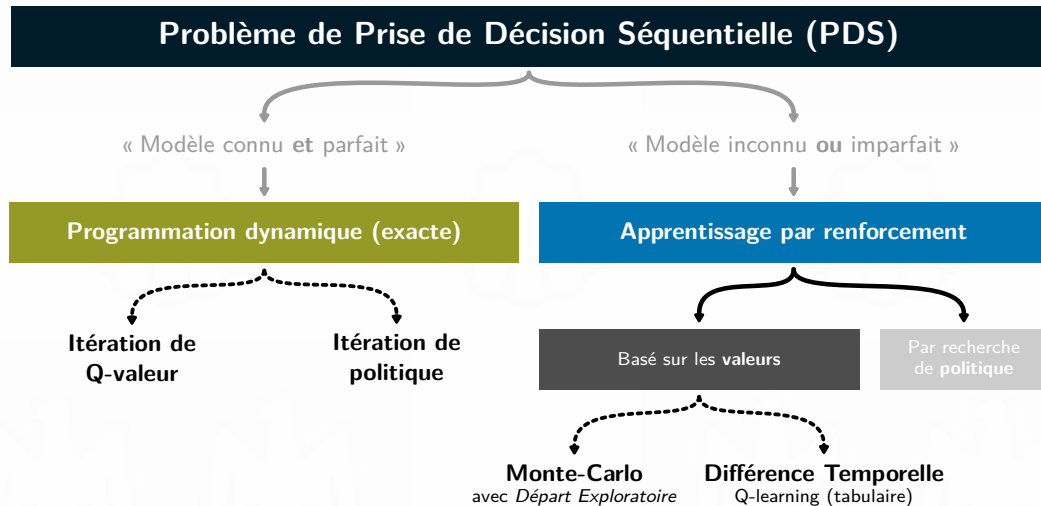 Problème de Prise de Décision Séquentielle (PDS)
« Modèle connu et parfait »
« Modèle inconnu ou imparfait »
Programmation dynamique (exacte)
Apprentissage par renforcement
Itération de
Q-valeur
Itération de
politique
Basé sur les valeurs
Par recherche
de politique
Monte-Carlo
avec Départ Exploratoire
Différence Temporelle
Q-learning (tabulaire)